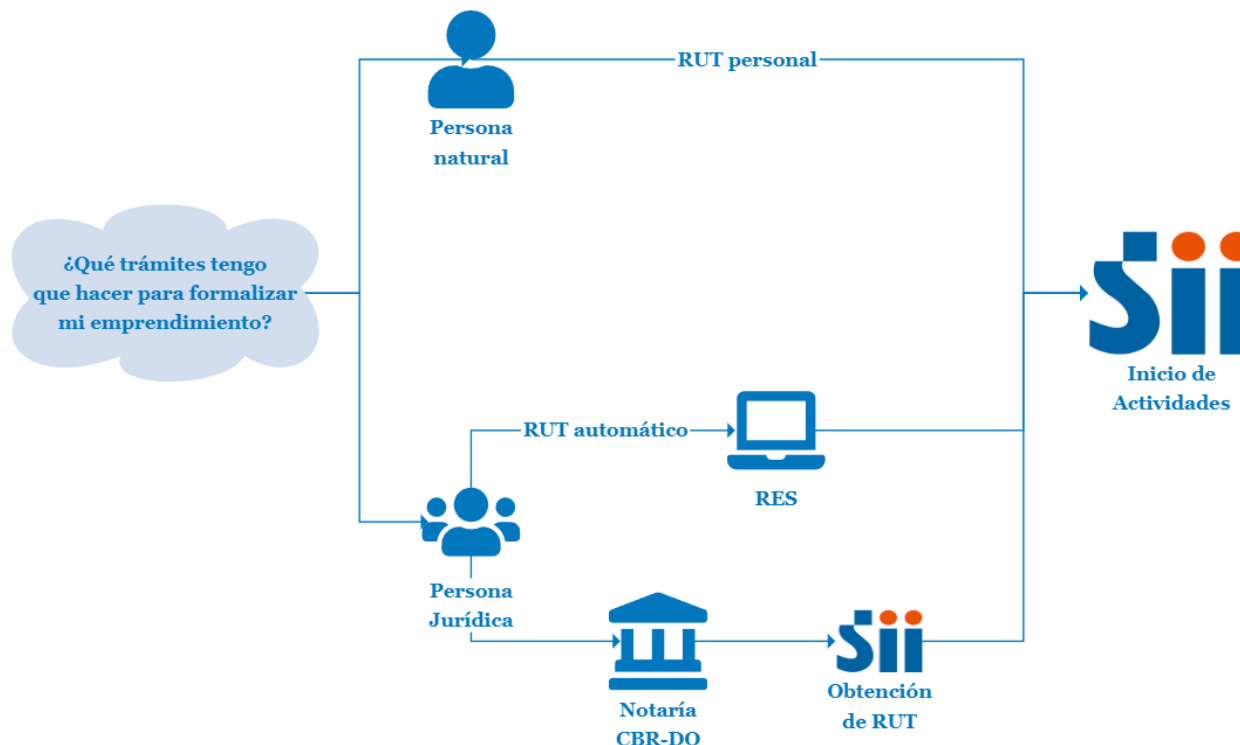 RUT personal
Persona
natural
¿Qué trámites tengo
que hacer para formalizar
mi emprendimiento?
Sii
Inicio de
Actividades
RUT automático
RES
Persona
Jurídica
Notaría
CBR-DO
Sii
Obtención
de RUT